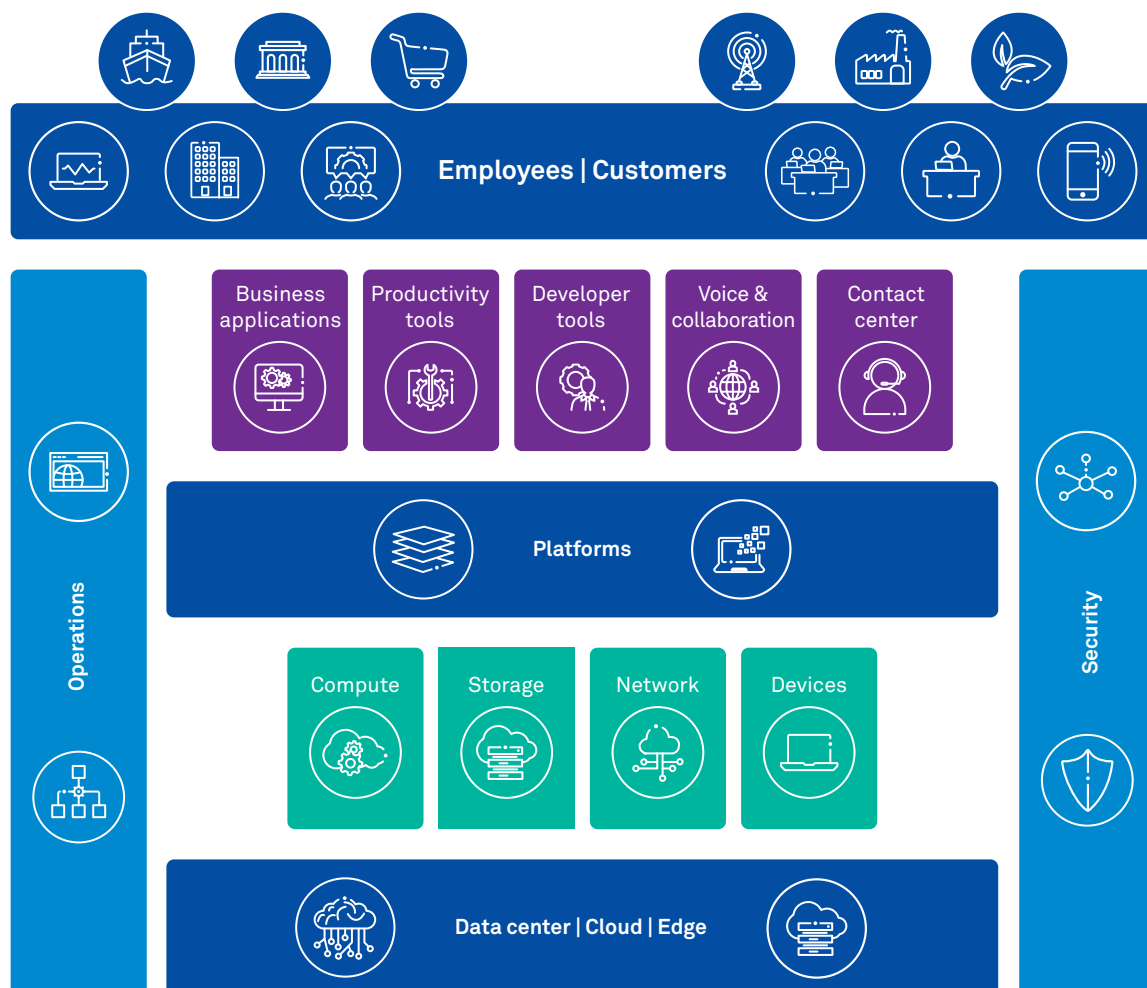 Employees | Customers
Business
applications
Productivity
tools
Developer
tools
Voice &
collaboration
Contact
center
Platforms
Operations
Security
Compute
Storage
Network
Devices
Data center | Cloud | Edge